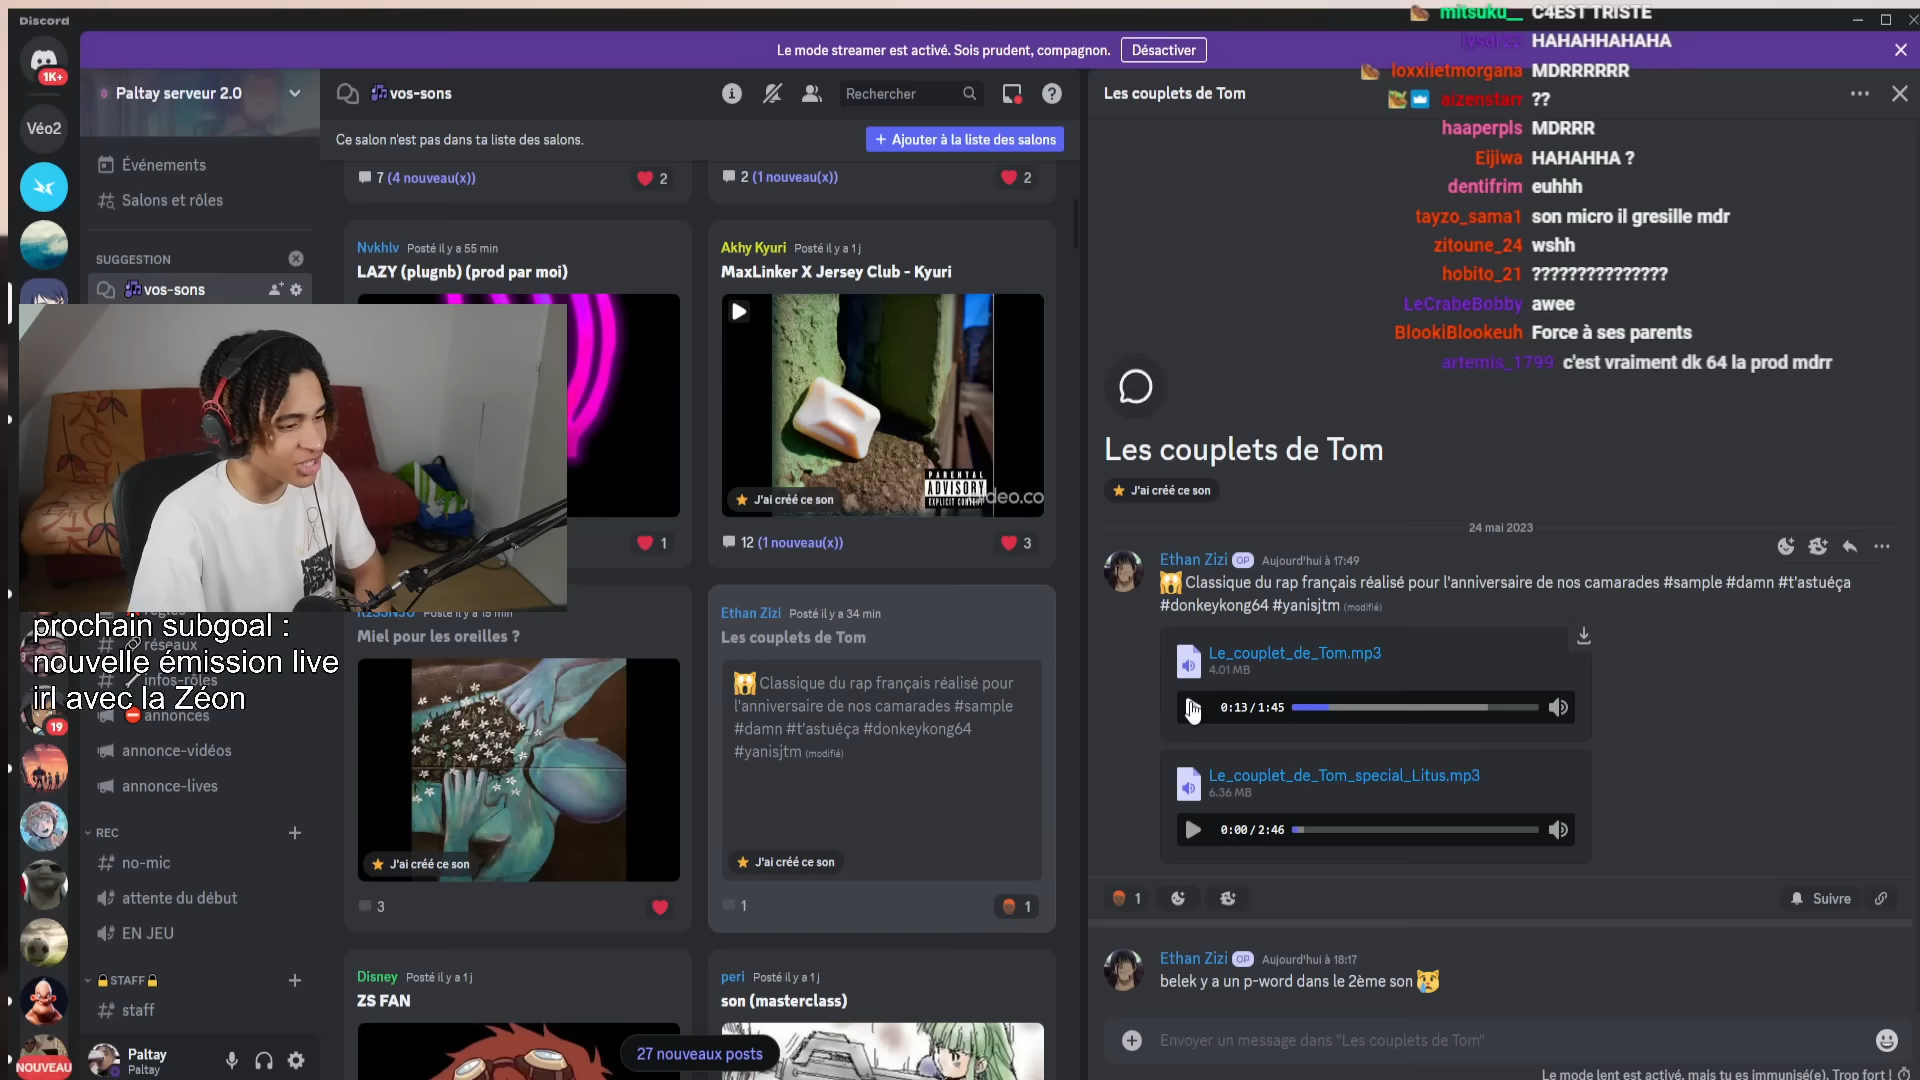 Discord
Le mode streamer est activé. Sois prudent, compagnon.
Désactiver
1K+
Véo2
19
NOUVEAU
Paltay serveur 2.0
Événements
Salons et rôles
SUGGESTION
vos-sons
prochain subgoal :
nouvelle émission live
irl avec la Zéon
réseaux
infos-rôles
annonces
annonce-vidéos
annonce-lives
REC
no-mic
attente du début
EN JEU
STAFF
staff
Paltay
Paltay
vos-sons
Rechercher
Ce salon n'est pas dans ta liste des salons.
+ Ajouter à la liste des salons
7 (4 nouveau(x))
2
2 (1 nouveau(x))
2
Nvkhlv Posté il y a 55 min
LAZY (plugnb) (prod par moi)
1
Akhy Kyuri Posté il y a 1 j
MaxLinker X Jersey Club - Kyuri
PARENTAL
ADVISORY
EXPLICIT CONTENT
deo.co
J'ai créé ce son
12 (1 nouveau(x))
3
Posté il y a 15 min
Miel pour les oreilles ?
J'ai créé ce son
3
Ethan Zizi Posté il y a 34 min
Les couplets de Tom
Classique du rap français réalisé pour
l'anniversaire de nos camarades #sample
#damn #t'astuéça #donkeykong64
#yanisjtm (modifié)
J'ai créé ce son
1
1
Disney Posté il y a 1 j
ZS FAN
peri Posté il y a 1 j
son (masterclass)
27 nouveaux posts
Les couplets de Tom
mitsuku__ C4EST TRISTE
HAHAHHAHAHA
loxxlietmorgana MDRRRRRR
aizenstarr ??
haaperpls MDRRR
Eijiwa HAHAHHA ?
dentifrim euhhh
tayzo_sama1 son micro il gresille mdr
zitoune_24 wshh
hobito_21 ???????????????
LeCrabeBobby awee
BlookiBlookeuh Force à ses parents
artemis_1799 c'est vraiment dk 64 la prod mdrr
Les couplets de Tom
J'ai créé ce son
24 mai 2023
Ethan Zizi OP Aujourd'hui à 17:49
Classique du rap français réalisé pour l'anniversaire de nos camarades #sample #damn #t'astuéça
#donkeykong64 #yanisjtm (modifié)
Le_couplet_de_Tom.mp3
4.01 MB
0:13 / 1:45
Le_couplet_de_Tom_special_Litus.mp3
6.36 MB
0:00 / 2:46
1
Suivre
Ethan Zizi OP Aujourd'hui à 18:17
belek y a un p-word dans le 2ème son
Envoyer un message dans "Les couplets de Tom"
Le mode lent est activé, mais tu es immunisé(e). Trop fort !